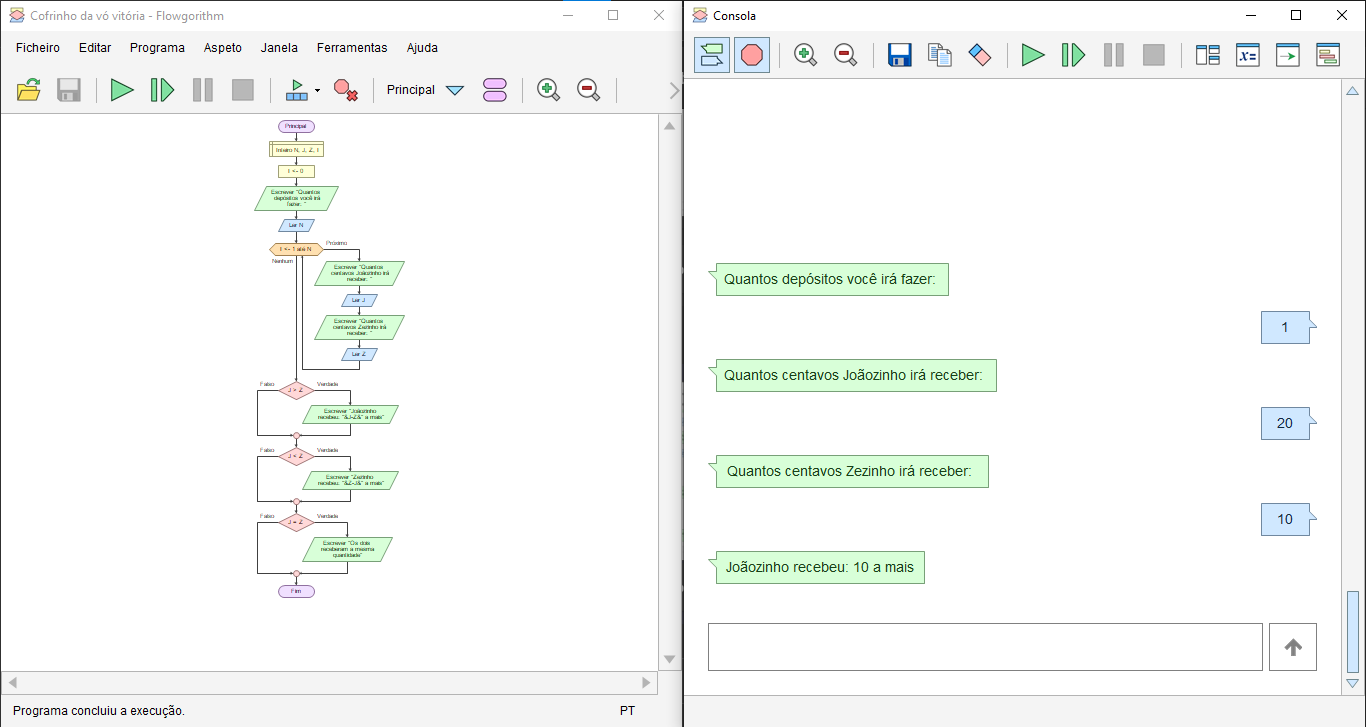 Cofrinho da vó vitória - Flowgorithm
Ficheiro Editar Programa Aspeto Janela Ferramentas Ajuda
Principal
Principal
Inteiro N, J, Z, I
I <- 0
Escrever "Quantos
depósitos você irá
fazer: "
Ler N
I <- 1 até N
Próximo
Nenhum
Escrever "Quantos
centavos Joãozinho irá
receber: "
Ler J
Escrever "Quantos
centavos Zezinho irá
receber: "
Ler Z
Falso
J > Z
Verdade
Escrever "Joãozinho
recebeu: "&J-Z&" a mais"
Falso
J < Z
Verdade
Escrever "Zezinho
recebeu: "&Z-J&" a mais"
Falso
J = Z
Verdade
Escrever "Os dois
receberam a mesma
quantidade"
Fim
Programa concluiu a execução.
PT
Consola
Quantos depósitos você irá fazer:
1
Quantos centavos Joãozinho irá receber:
20
Quantos centavos Zezinho irá receber:
10
Joãozinho recebeu: 10 a mais